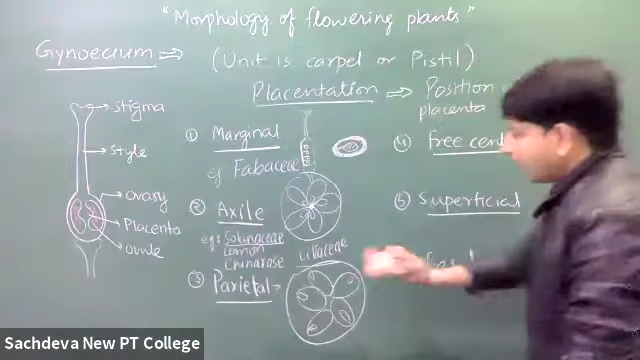 "Morphology of flowering plants"
Gynoecium ⇒ (Unit is carpel or Pistil)
Placentation ⇒ Position
placenta
stigma
style
Ovary
Placenta
Ovule
① Marginal
eg Fabaceae
② Axile
eg: Solanaceae
Lemon
Chinarose
Liliaceae
③ Parietal
④ Free cent
⑤ Superficial
Sachdeva New PT College